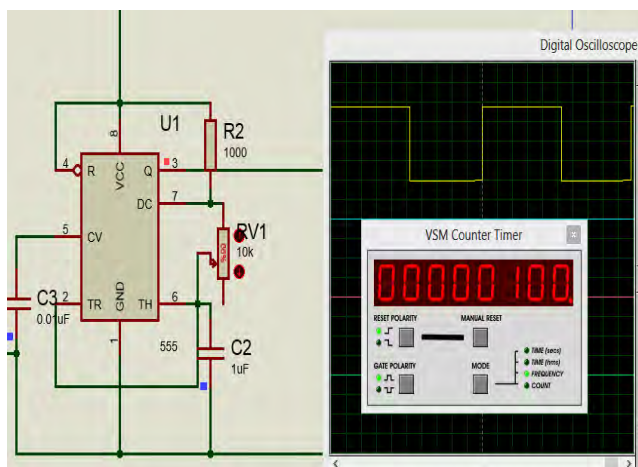 Digital Oscilloscope
U1
R2
1000
8
VCC
4
R
Q
3
DC
7
5
CV
RV1
10k
C3
0.01uF
2
TR
GND
TH
6
1
555
C2
1uF
VSM Counter Timer
x
00000100.
RESET POLARITY
MANUAL RESET
GATE POLARITY
MODE
TIME (secs)
TIME (hms)
FREQUENCY
COUNT